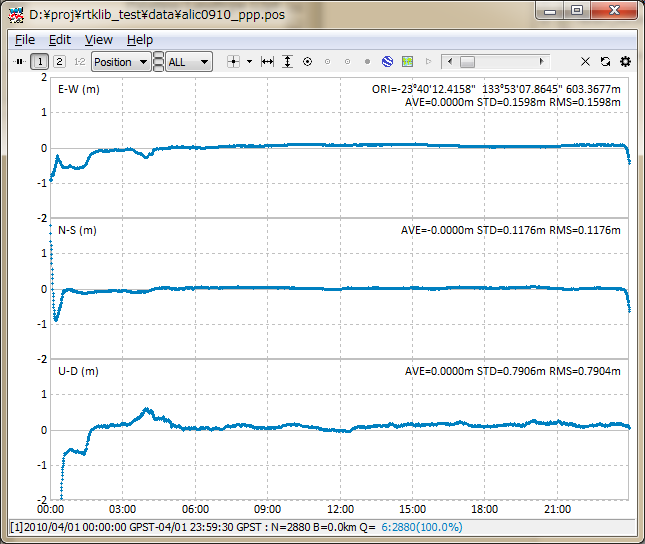 D:¥proj¥rtklib_test¥data¥alic0910_ppp.pos
File Edit View Help
1 2 1-2 Position ALL
2 E-W (m) ORI=-23°40'12.4158" 133°53'07.8645" 603.3677m
AVE=0.0000m STD=0.1598m RMS=0.1598m
1
0
-1
-2
N-S (m) AVE=-0.0000m STD=0.1176m RMS=0.1176m
1
0
-1
-2
U-D (m) AVE=0.0000m STD=0.7906m RMS=0.7904m
1
0
-1
-2
00:00 03:00 06:00 09:00 12:00 15:00 18:00 21:00
[1]2010/04/01 00:00:00 GPST-04/01 23:59:30 GPST : N=2880 B=0.0km Q= 6:2880(100.0%)